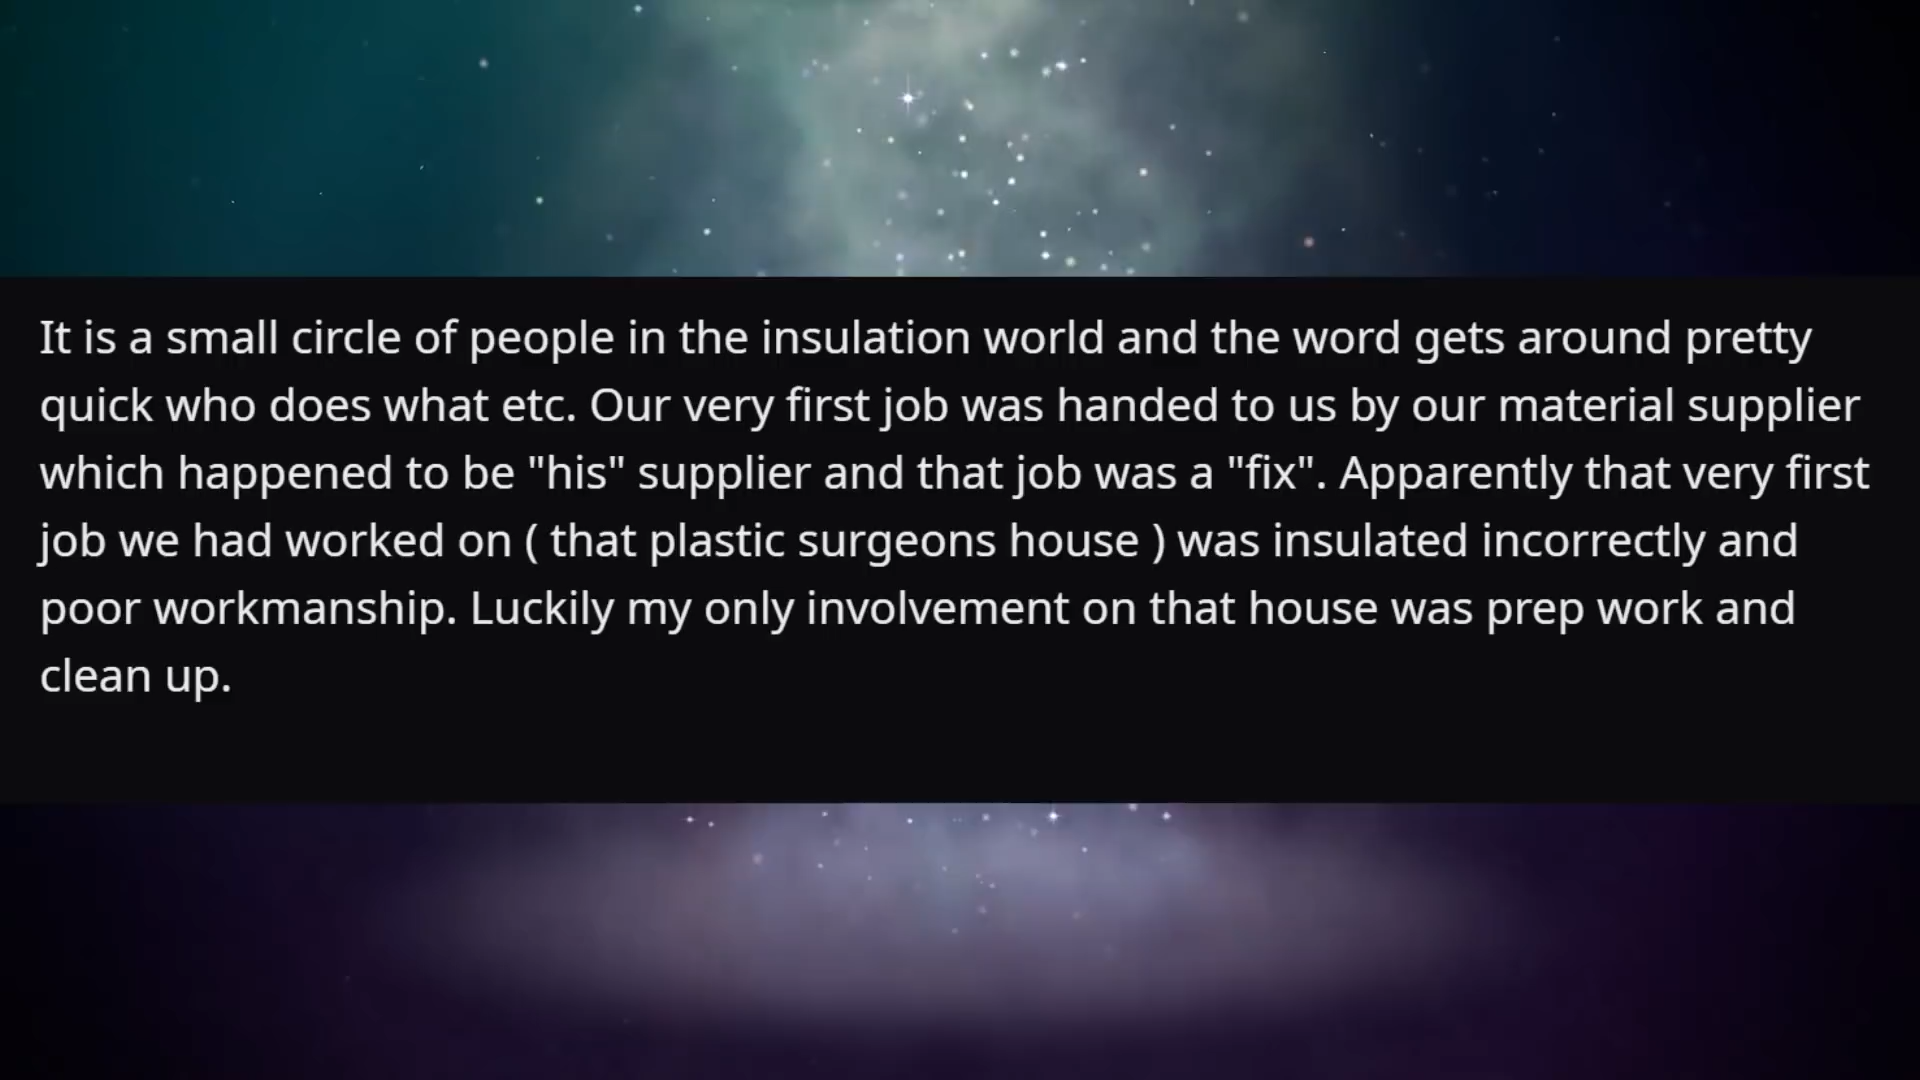 It is a small circle of people in the insulation world and the word gets around pretty
quick who does what etc. Our very first job was handed to us by our material supplier
which happened to be "his" supplier and that job was a "fix". Apparently that very first
job we had worked on ( that plastic surgeons house ) was insulated incorrectly and
poor workmanship. Luckily my only involvement on that house was prep work and
clean up.